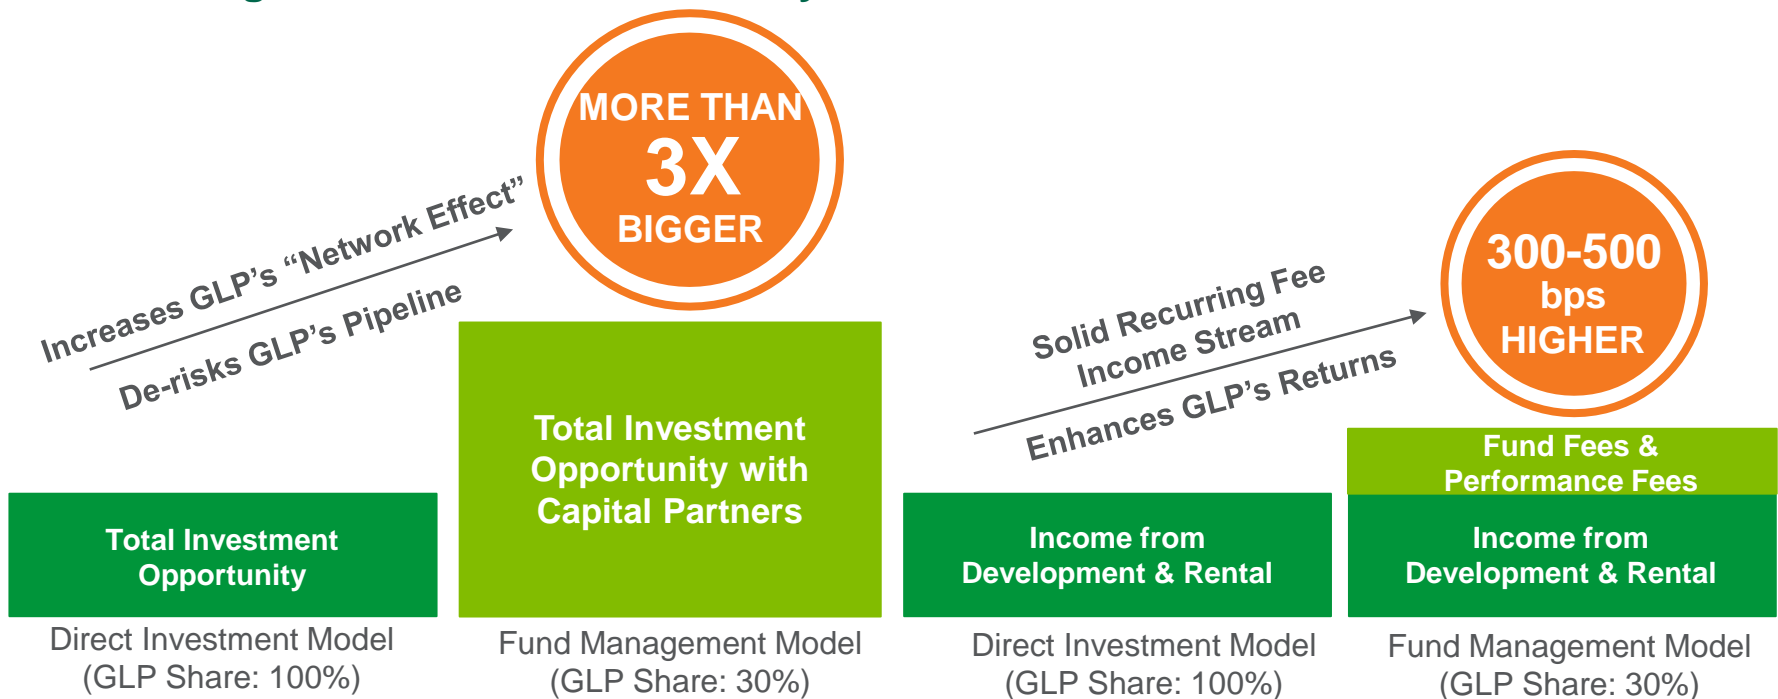 MORE THAN
3X
BIGGER
Increases GLP’s “Network Effect”
De-risks GLP’s Pipeline
Total Investment
Opportunity
Total Investment
Opportunity with
Capital Partners
Direct Investment Model
(GLP Share: 100%)
Fund Management Model
(GLP Share: 30%)
300-500
bps
HIGHER
Solid Recurring Fee
Income Stream
Enhances GLP’s Returns
Income from
Development & Rental
Fund Fees &
Performance Fees
Income from
Development & Rental
Direct Investment Model
(GLP Share: 100%)
Fund Management Model
(GLP Share: 30%)